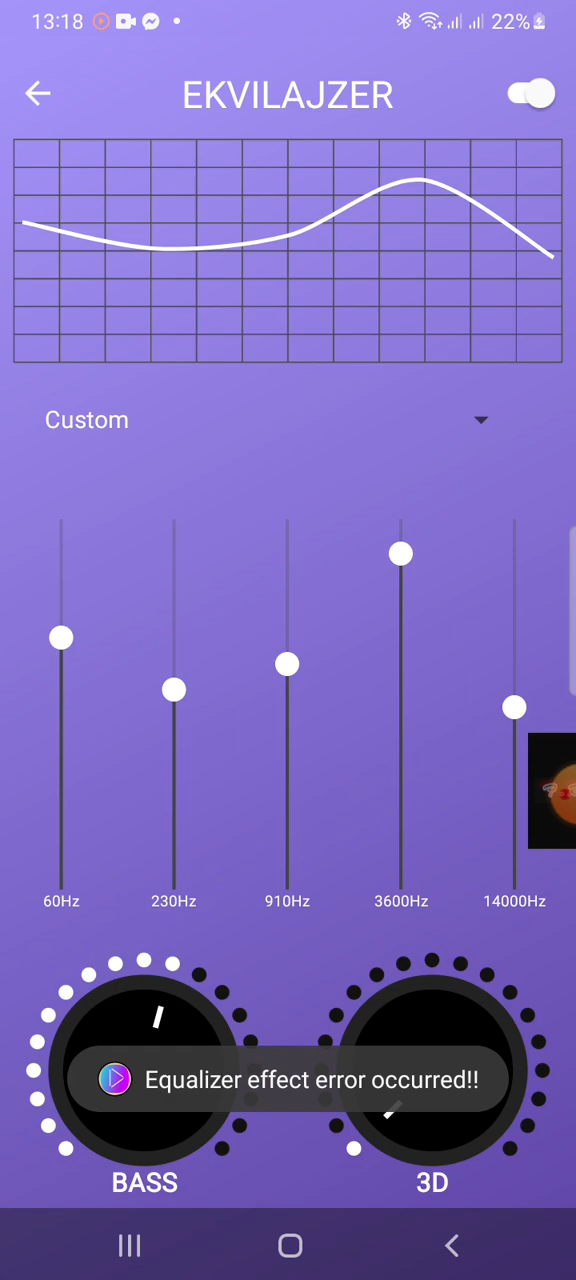 13:18 22%
EKVILAJZER
Custom
60Hz 230Hz 910Hz 3600Hz 14000Hz
Equalizer effect error occurred!!
BASS 3D